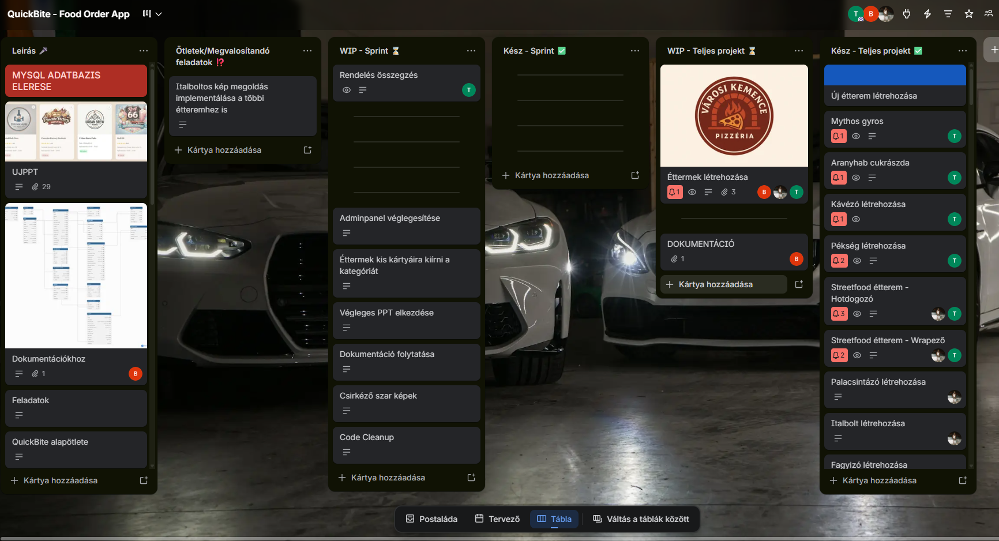 QuickBite - Food Order App
T
B
Leirás
MYSQL ADATBAZIS
ELERESE
URBAN BREW
Roll
66
UJPPT
29
Dokumentációkhoz
1
B
Feladatok
QuickBite alapötlete
Kártya hozzáadása
Ötletek/Megvalosítandó
feladatok ⁉️
Italboltos kép megoldás
implementálása a többi
étteremhez is
Kártya hozzáadása
WIP - Sprint ⌛
Rendelés összegzés
T
Adminpanel véglegesítése
Éttermek kis kártyáira kiírni a
kategóriát
Végleges PPT elkezdése
Dokumentáció folytatása
Csirkéző szar képek
Code Cleanup
Kártya hozzáadása
Kész - Sprint ✅
Kártya hozzáadása
WIP - Teljes projekt ⌛
VÁROSI KEMENCE
PIZZÉRIA
Éttermek létrehozása
1
3
B
T
DOKUMENTÁCIÓ
1
B
Kártya hozzáadása
Kész - Teljes projekt ✅
Új étterem létrehozása
Mythos gyros
1
T
Aranyhab cukrászda
1
T
Kávézó létrehozása
1
T
Pékség létrehozása
2
T
Streetfood étterem -
Hotdogozó
3
T
Streetfood étterem - Wrapező
2
T
Palacsintázó létrehozása
Italbolt létrehozása
Fagyizó létrehozása
Kártya hozzáadása
Postaláda
Tervező
Tábla
Váltás a táblák között